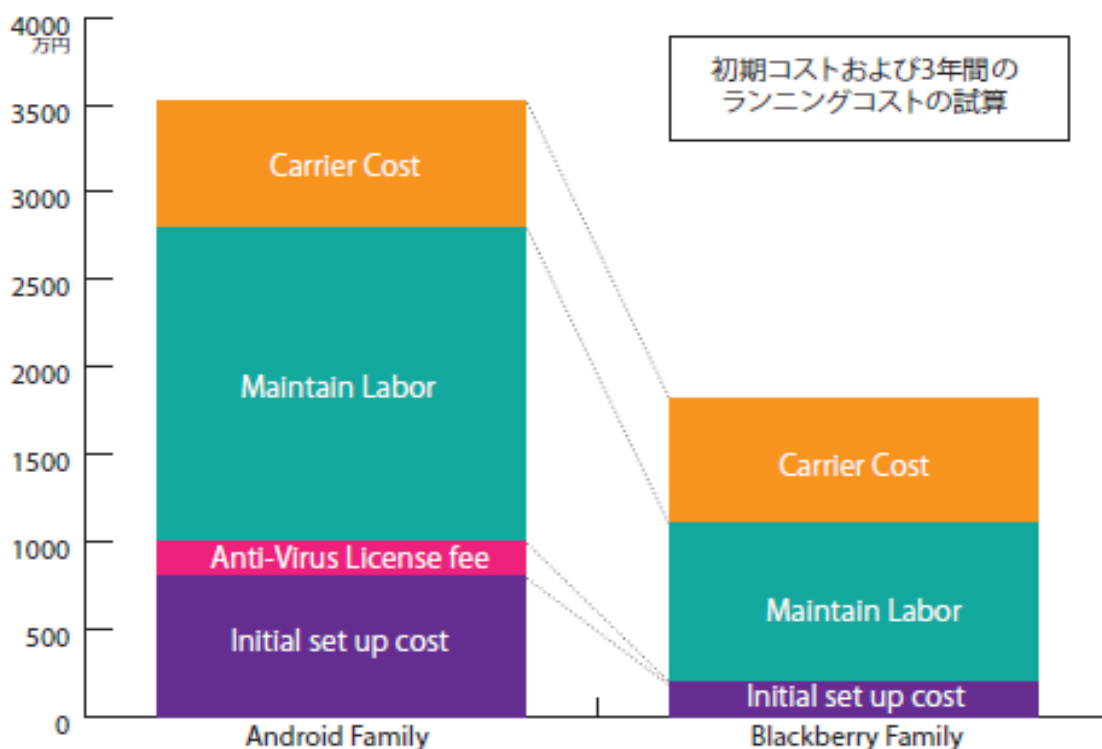 4000
万円
3500
3000
2500
2000
1500
1000
500
0
初期コストおよび3年間の
ランニングコストの試算
Carrier Cost
Maintain Labor
Anti-Virus License fee
Initial set up cost
Carrier Cost
Maintain Labor
Initial set up cost
Android Family
Blackberry Family